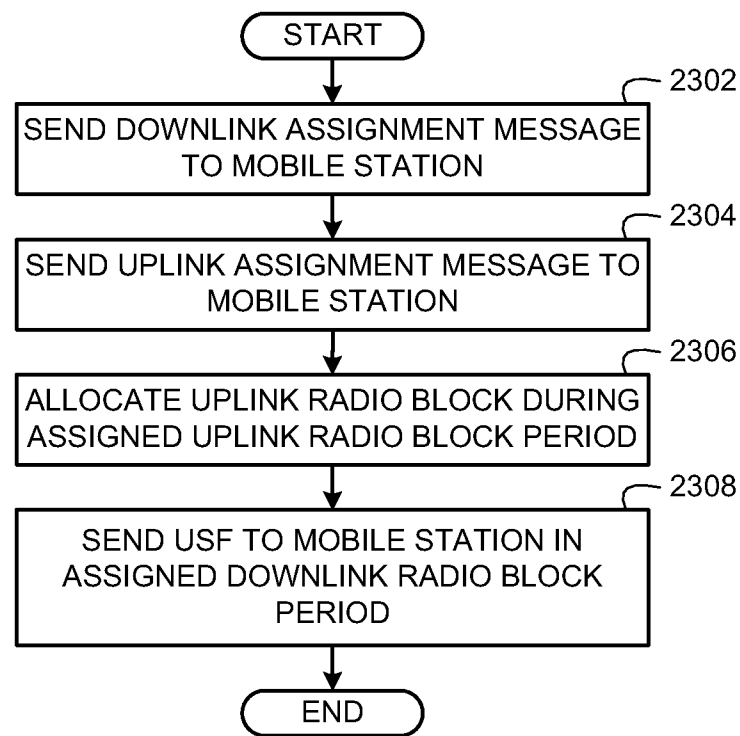 START
2302
SEND DOWNLINK ASSIGNMENT MESSAGE
TO MOBILE STATION
2304
SEND UPLINK ASSIGNMENT MESSAGE TO
MOBILE STATION
2306
ALLOCATE UPLINK RADIO BLOCK DURING
ASSIGNED UPLINK RADIO BLOCK PERIOD
2308
SEND USF TO MOBILE STATION IN
ASSIGNED DOWNLINK RADIO BLOCK
PERIOD
END